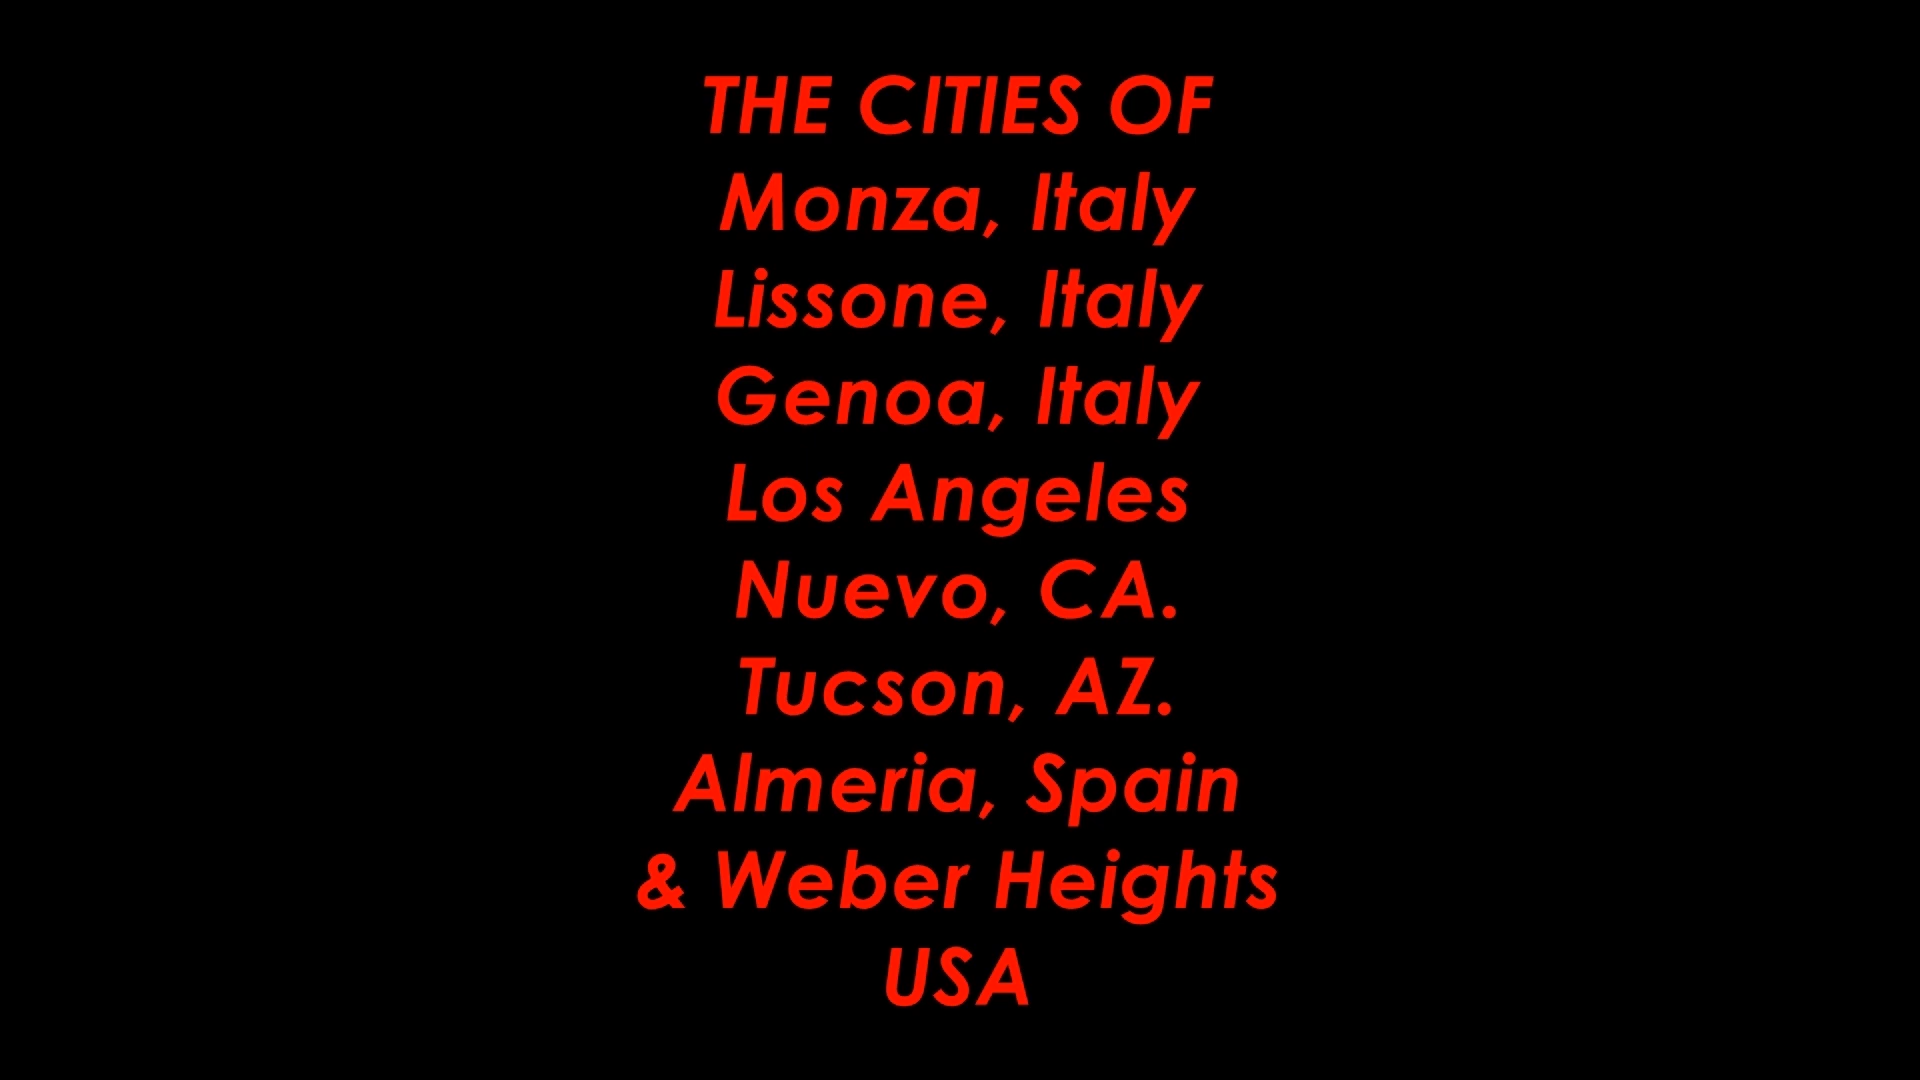 THE CITIES OF
Monza, Italy
Lissone, Italy
Genoa, Italy
Los Angeles
Nuevo, CA.
Tucson, AZ.
Almeria, Spain
& Weber Heights
USA